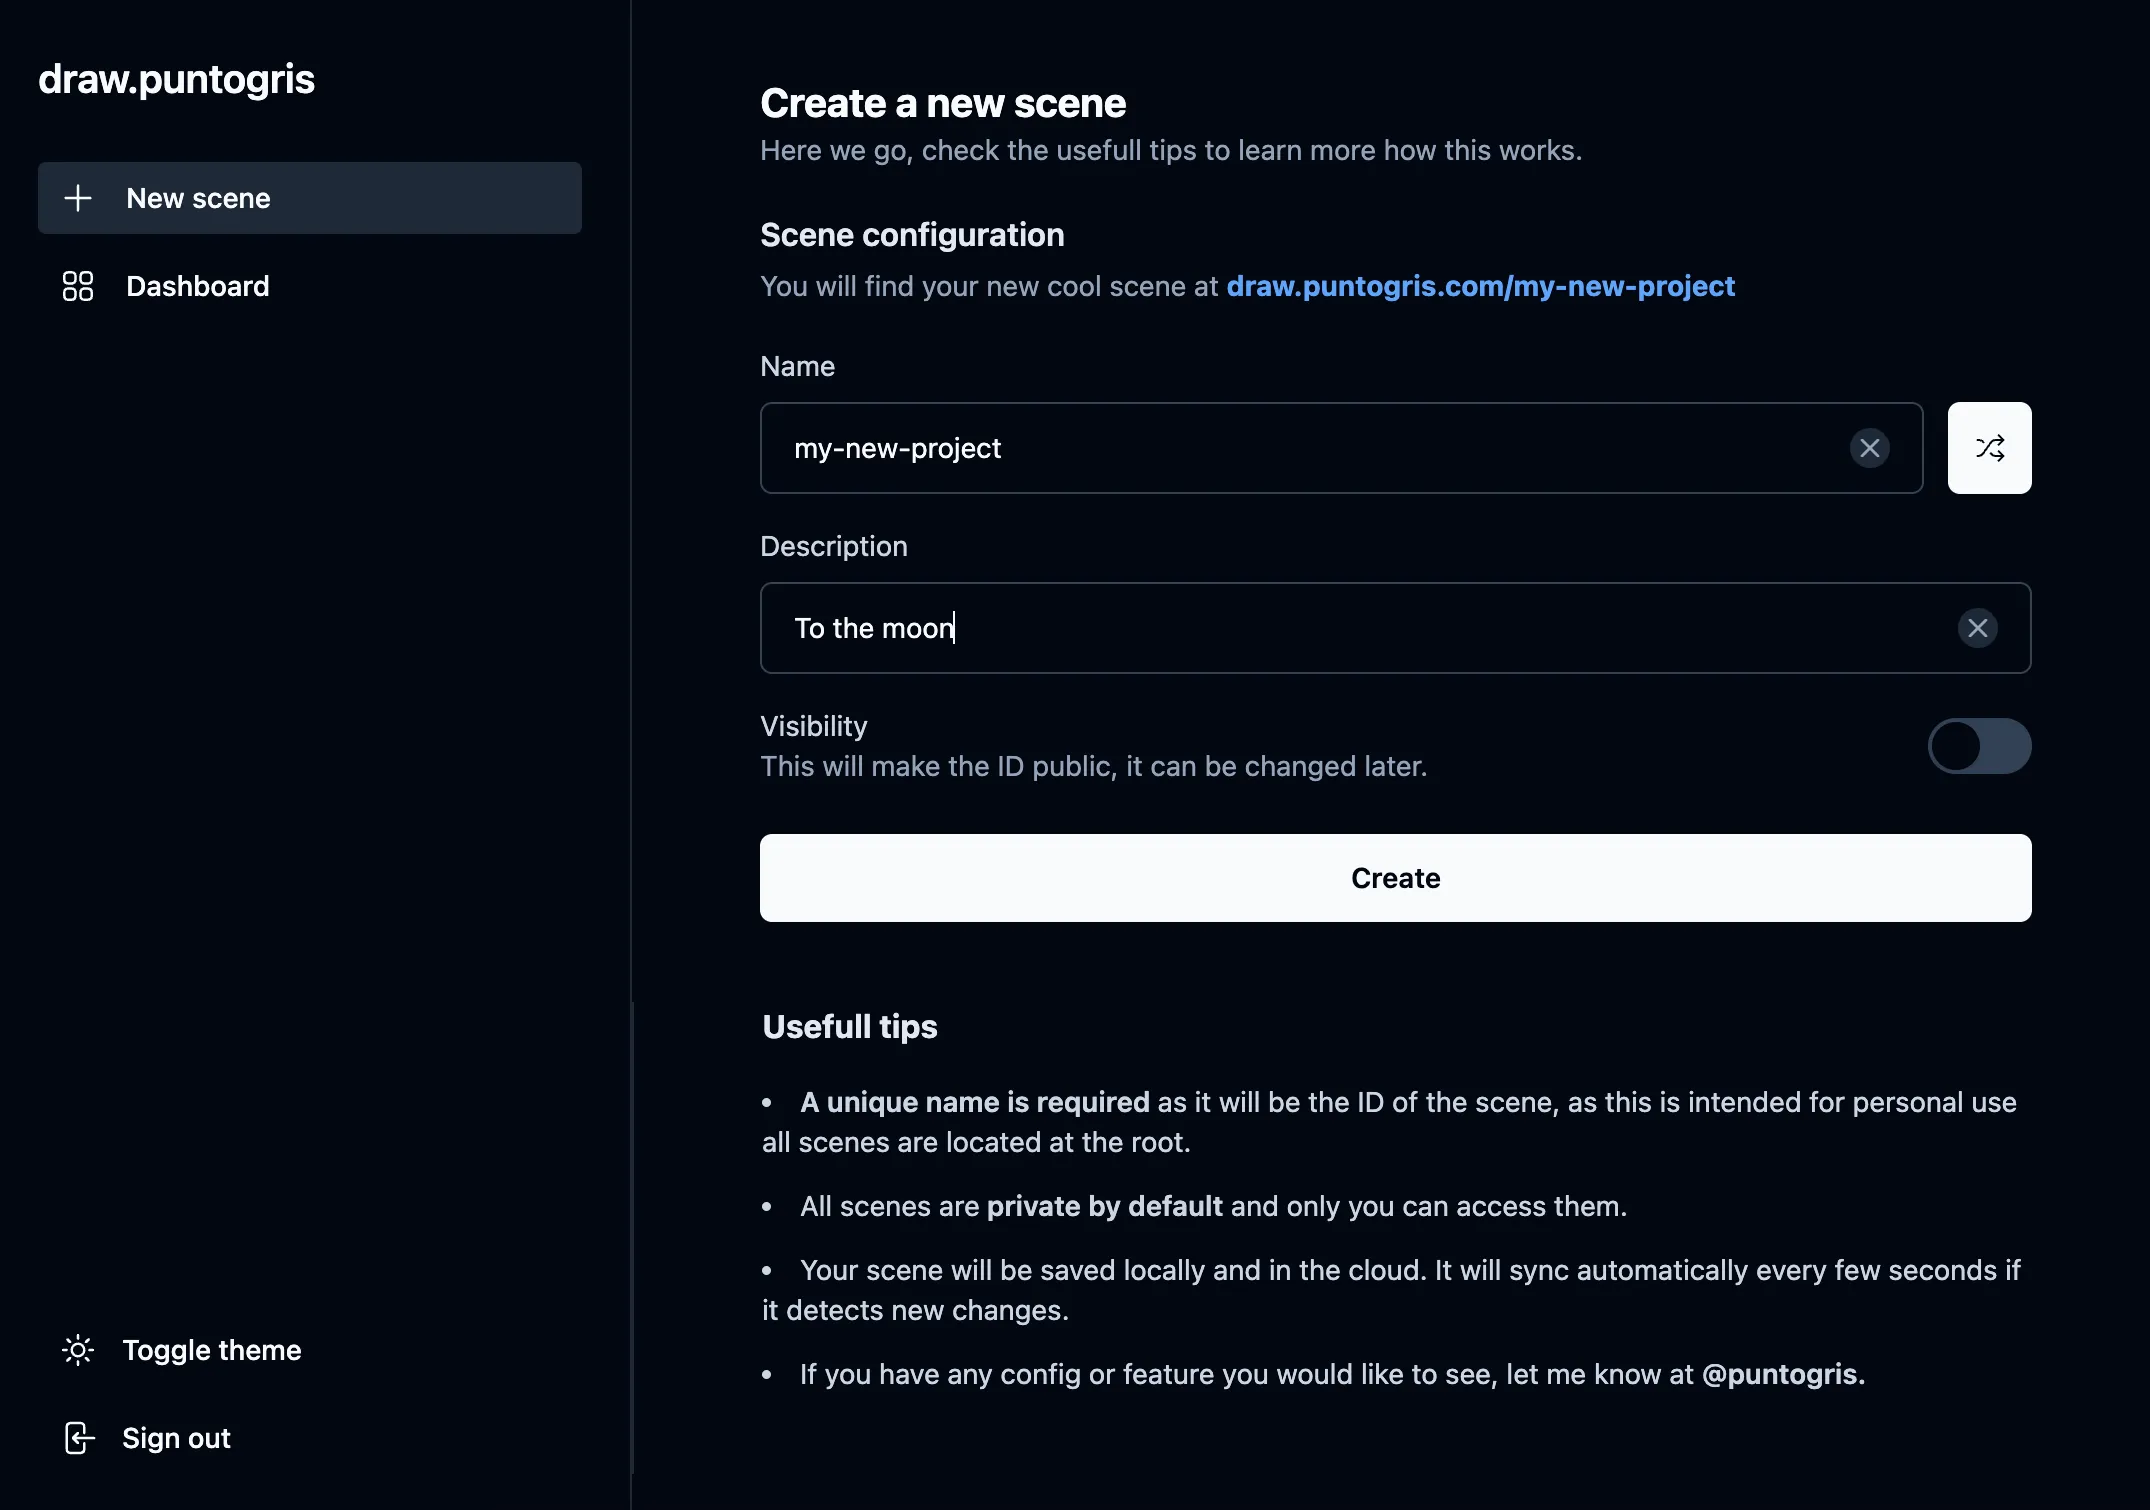 draw.puntogris
New scene
Dashboard
Toggle theme
Sign out
Create a new scene
Here we go, check the usefull tips to learn more how this works.
Scene configuration
You will find your new cool scene at draw.puntogris.com/my-new-project
Name
my-new-project
Description
To the moon
Visibility
This will make the ID public, it can be changed later.
Create
Usefull tips
• A unique name is required as it will be the ID of the scene, as this is intended for personal use
all scenes are located at the root.
• All scenes are private by default and only you can access them.
• Your scene will be saved locally and in the cloud. It will sync automatically every few seconds if
it detects new changes.
• If you have any config or feature you would like to see, let me know at @puntogris.